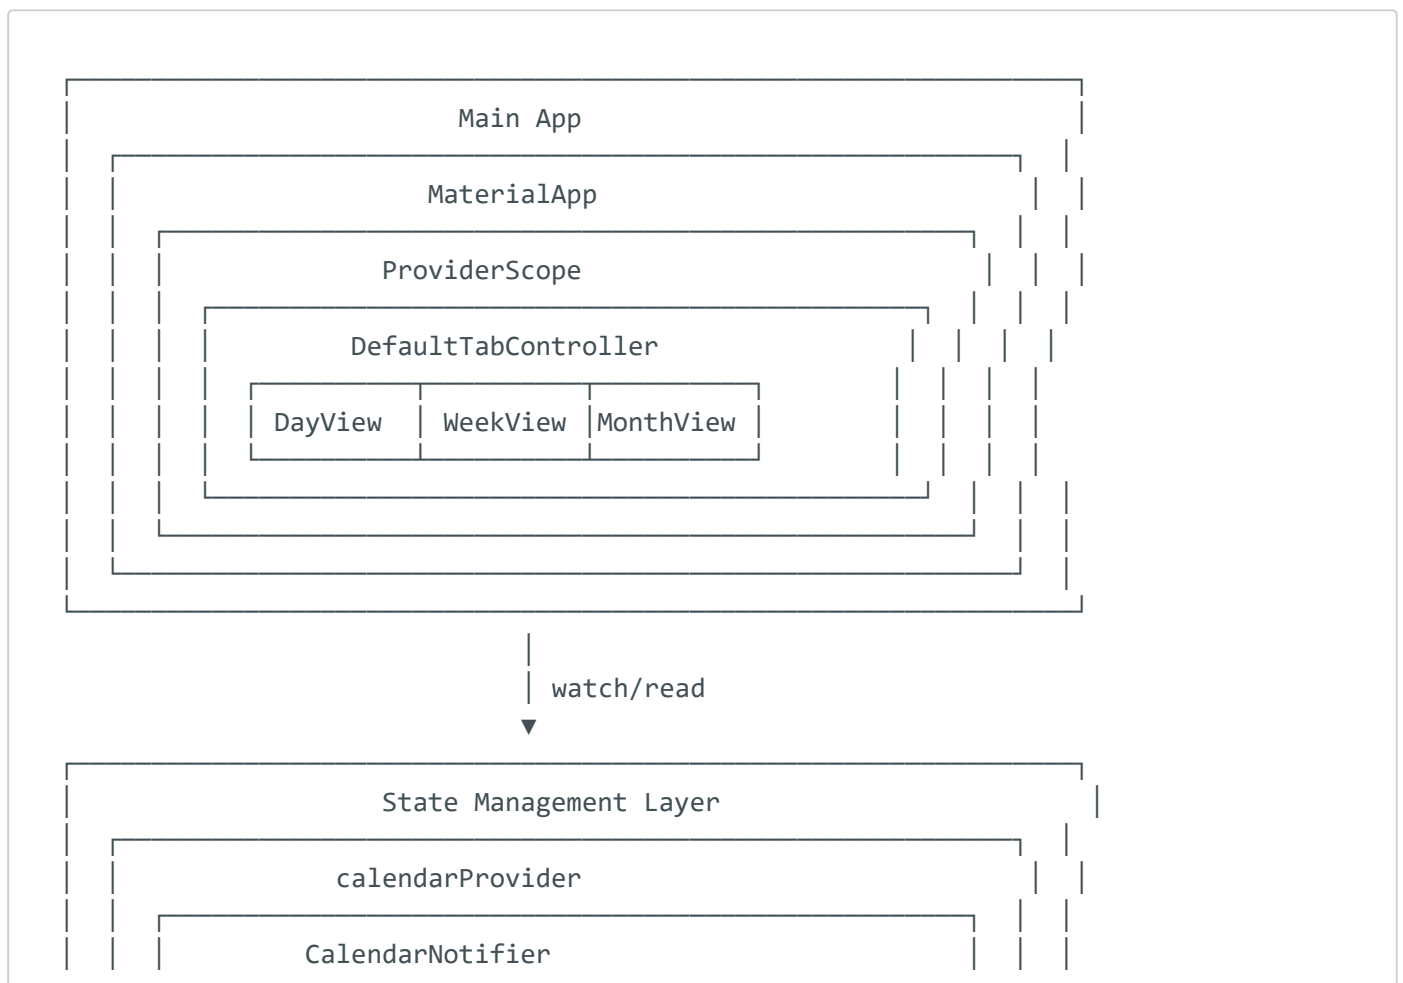 Main App
MaterialApp
ProviderScope
DefaultTabController
DayView WeekView MonthView
watch/read
State Management Layer
calendarProvider
CalendarNotifier